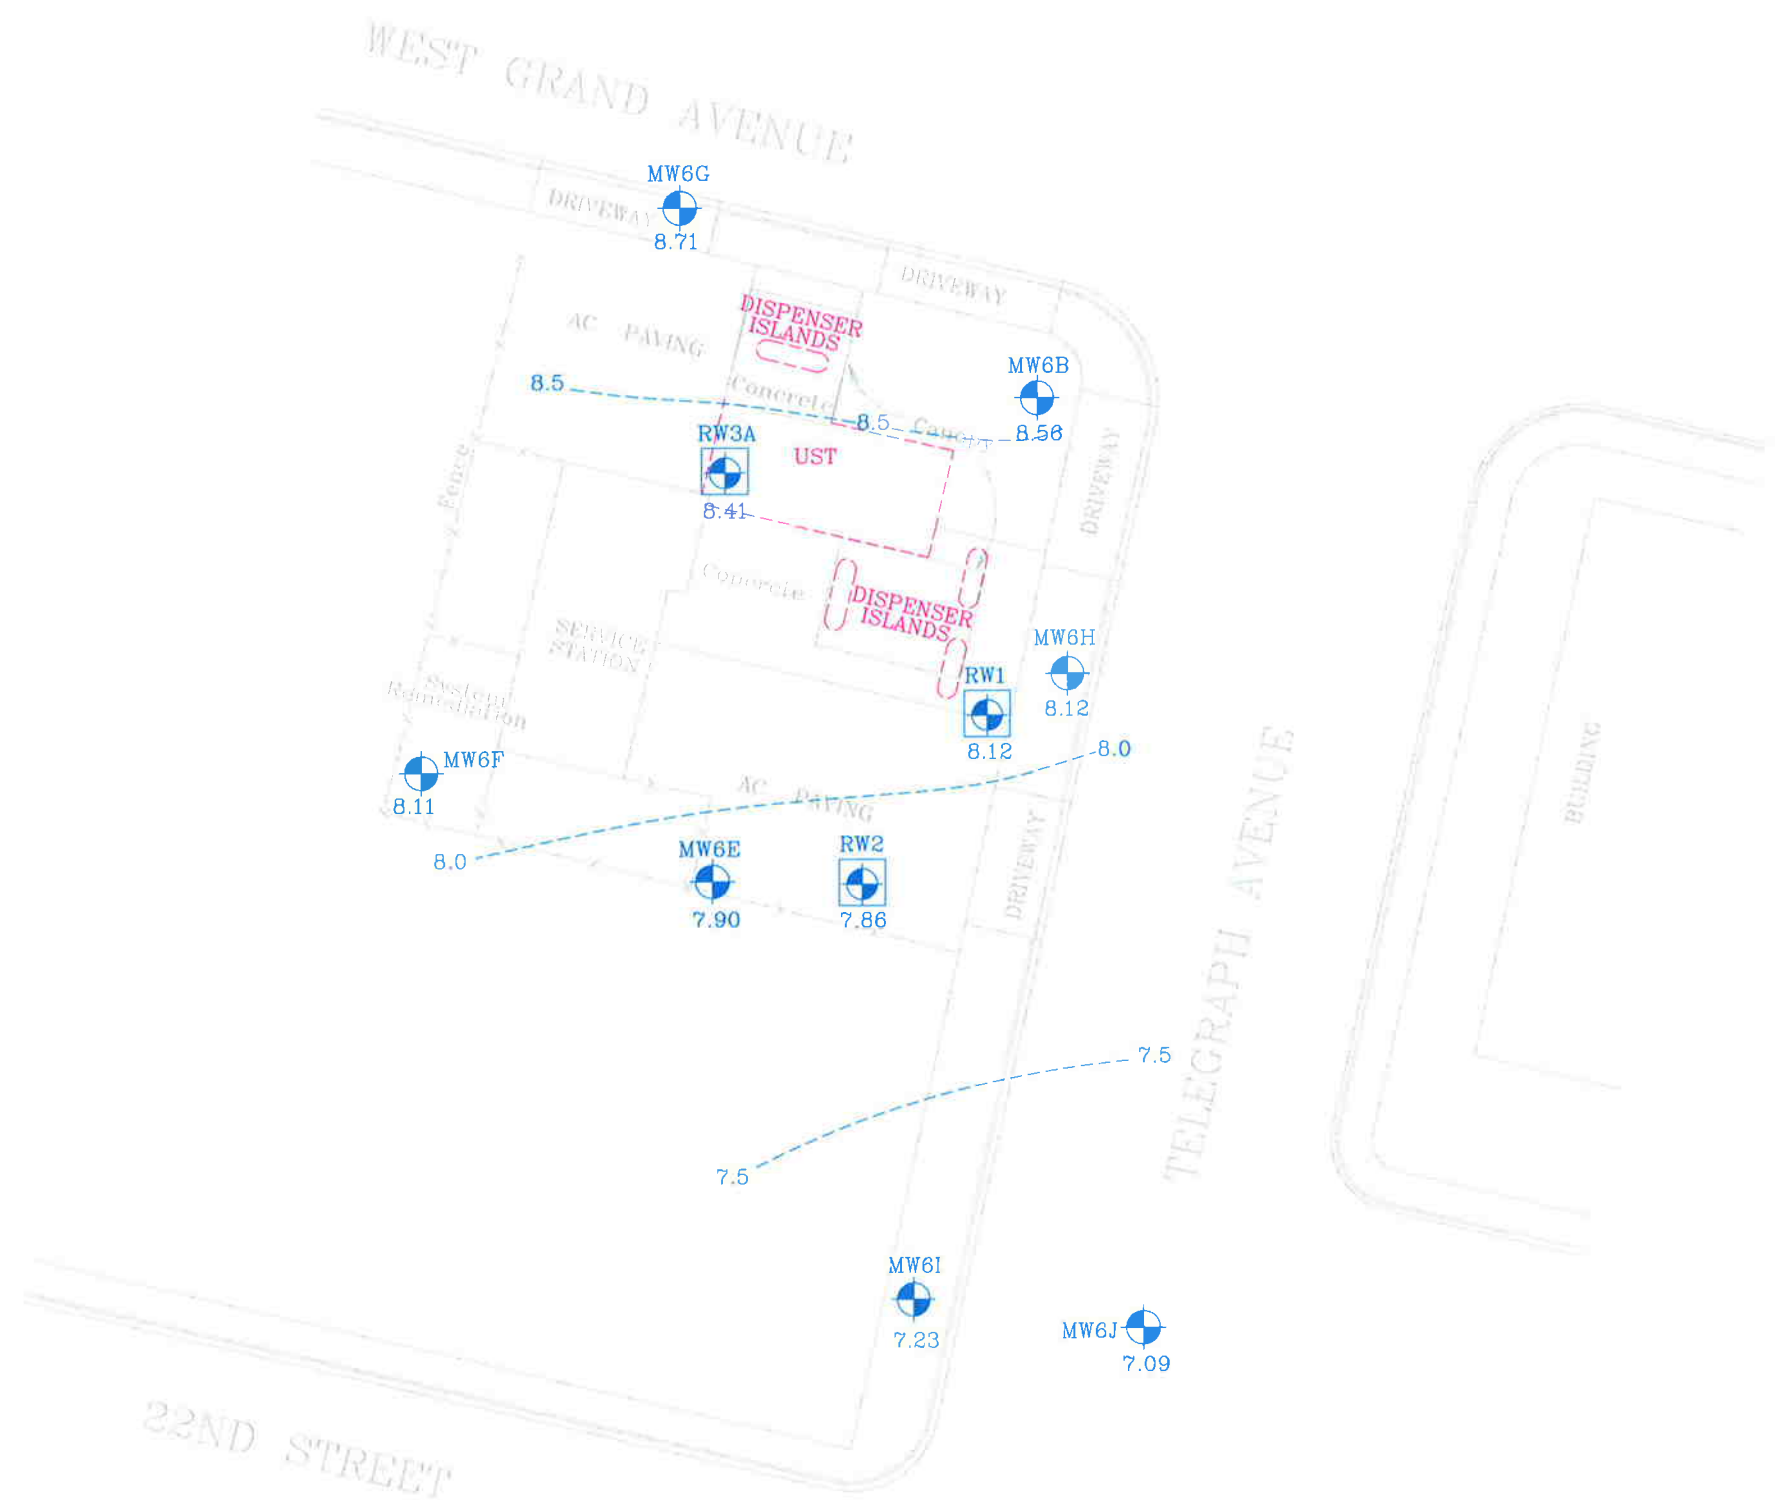 WEST GRAND AVENUE
MW6G
DRIVEWAY
8.71
DRIVEWAY
DISPENSER
ISLANDS
AC PAVING
MW6B
8.5
Concrete
8.5
Canopy
8.56
RW3A
UST
DRIVEWAY
Fence
8.41
Concrete
DISPENSER
ISLANDS
SERVICE
STATION
MW6H
RW1
System
Remediation
8.12
8.12
8.0
MW6F
8.11
AC PAVING
BUILDING
TELEGRAPH AVENUE
8.0
MW6E
RW2
DRIVEWAY
7.90
7.86
7.5
7.5
MW6I
7.23
MW6J
7.09
22ND STREET